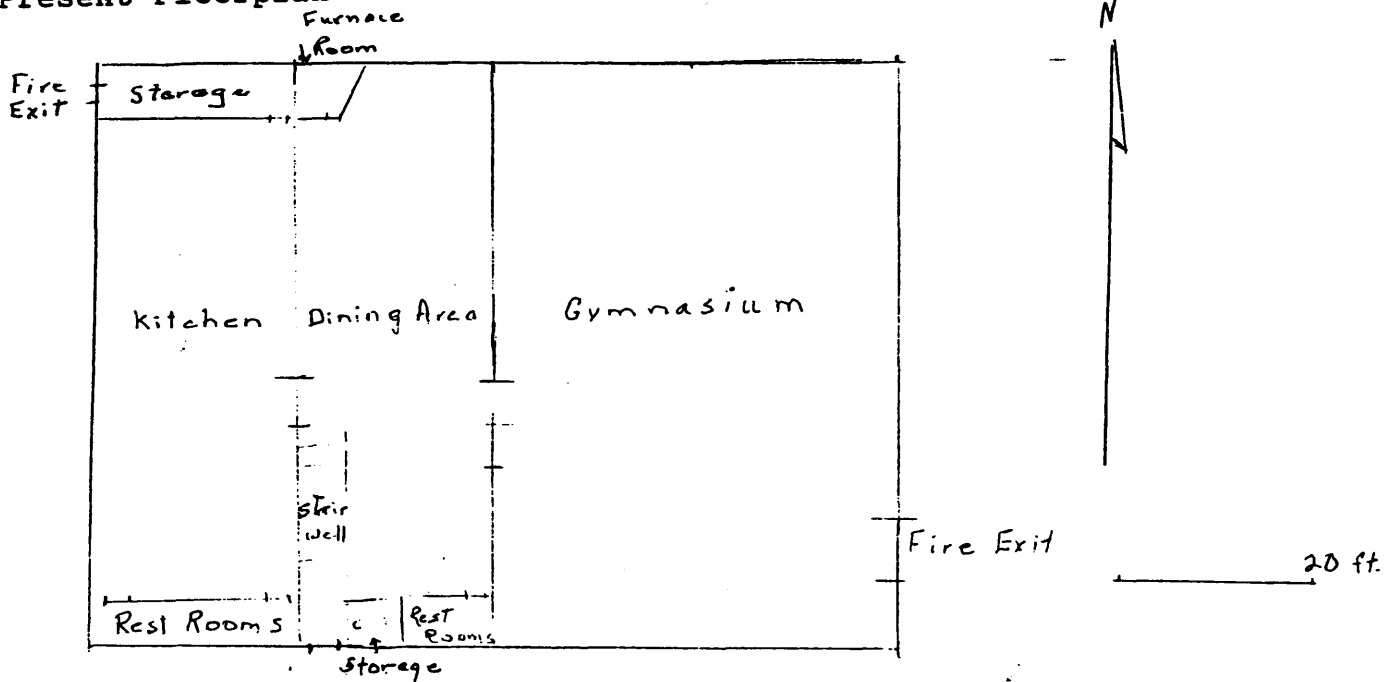 Present Floorplan
Furnace
Room
N
Fire
Exit
Storage
Kitchen
Dining Area
Gymnasium
Stair
well
Fire Exit
20 ft.
Rest Rooms
c
Rest
Rooms
Storage